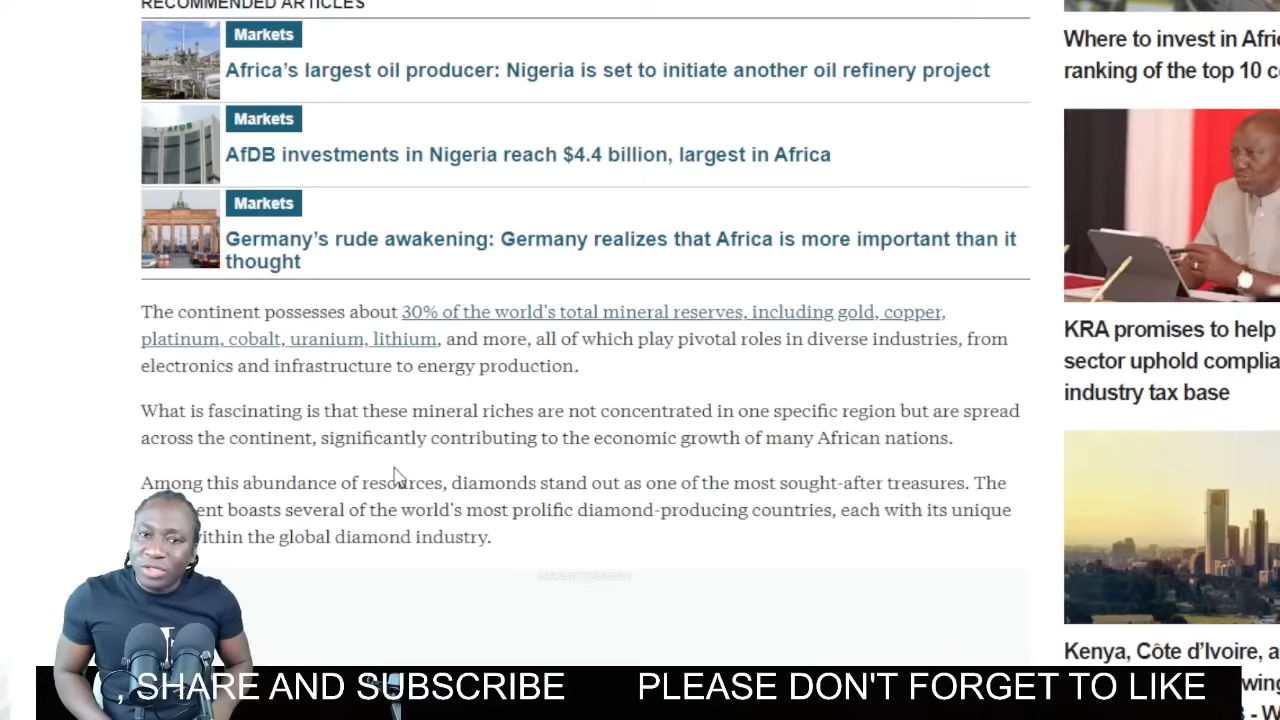 RECOMMENDED ARTICLES
Markets
Africa's largest oil producer: Nigeria is set to initiate another oil refinery project
Markets
AfDB investments in Nigeria reach $4.4 billion, largest in Africa
Markets
Germany's rude awakening: Germany realizes that Africa is more important than it
thought
The continent possesses about 30% of the world's total mineral reserves, including gold, copper,
platinum, cobalt, uranium, lithium, and more, all of which play pivotal roles in diverse industries, from
electronics and infrastructure to energy production.
What is fascinating is that these mineral riches are not concentrated in one specific region but are spread
across the continent, significantly contributing to the economic growth of many African nations.
Among this abundance of resources, diamonds stand out as one of the most sought-after treasures. The
ent boasts several of the world's most prolific diamond-producing countries, each with its unique
ithin the global diamond industry.
ADVERTISEMENT
Where to invest in Afri
ranking of the top 10 c
KRA promises to help
sector uphold complia
industry tax base
Kenya, Côte d'Ivoire, a
wing
- W
, SHARE AND SUBSCRIBE PLEASE DON'T FORGET TO LIKE